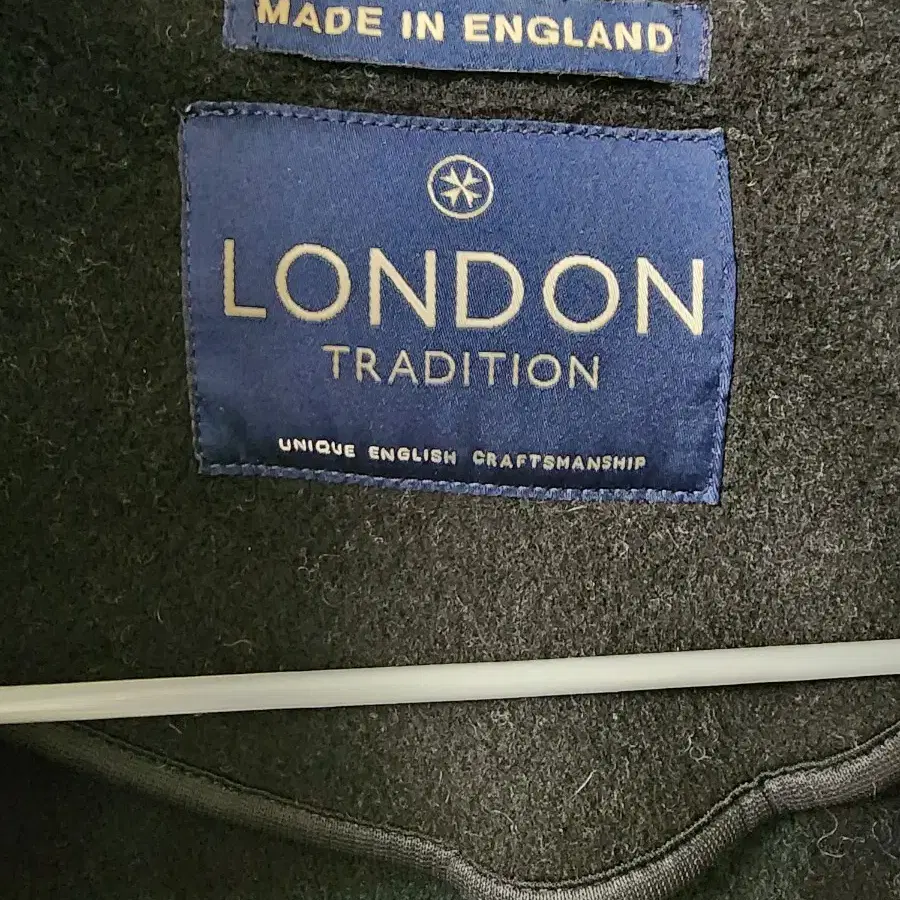 MADE IN ENGLAND
LONDON
TRADITION
UNIQUE ENGLISH CRAFTSMANSHIP